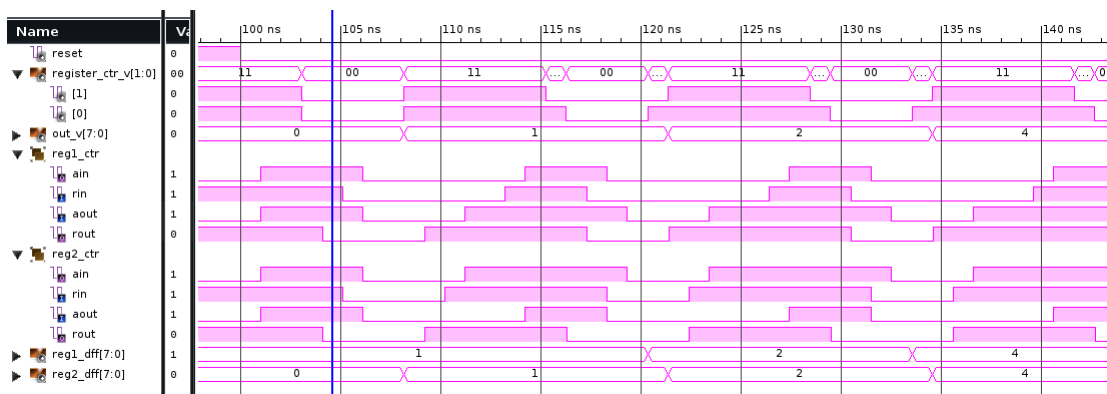 Name Va 100 ns 105 ns 110 ns 115 ns 120 ns 125 ns 130 ns 135 ns 140 ns
reset 0
register_ctr_v[1:0] 00 11 00 11 ... 00 ... 11 ... 00 ... 11 ... 0
[1] 0
[0] 0
out_v[7:0] 0 0 1 2 4
reg1_ctr
ain 1
rin 1
aout 1
rout 0
reg2_ctr
ain 1
rin 1
aout 1
rout 0
reg1_dff[7:0] 1 1 2 4
reg2_dff[7:0] 0 0 1 2 4